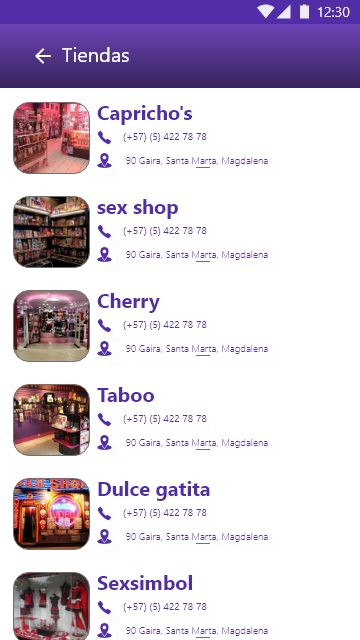 12:30
Tiendas
Capricho's
(+57) (5) 422 78 78
90 Gaira, Santa Marta, Magdalena
sex shop
(+57) (5) 422 78 78
90 Gaira, Santa Marta, Magdalena
Cherry
(+57) (5) 422 78 78
90 Gaira, Santa Marta, Magdalena
Taboo
(+57) (5) 422 78 78
90 Gaira, Santa Marta, Magdalena
Dulce gatita
(+57) (5) 422 78 78
90 Gaira, Santa Marta, Magdalena
Sexsimbol
(+57) (5) 422 78 78
90 Gaira, Santa Marta, Magdalena